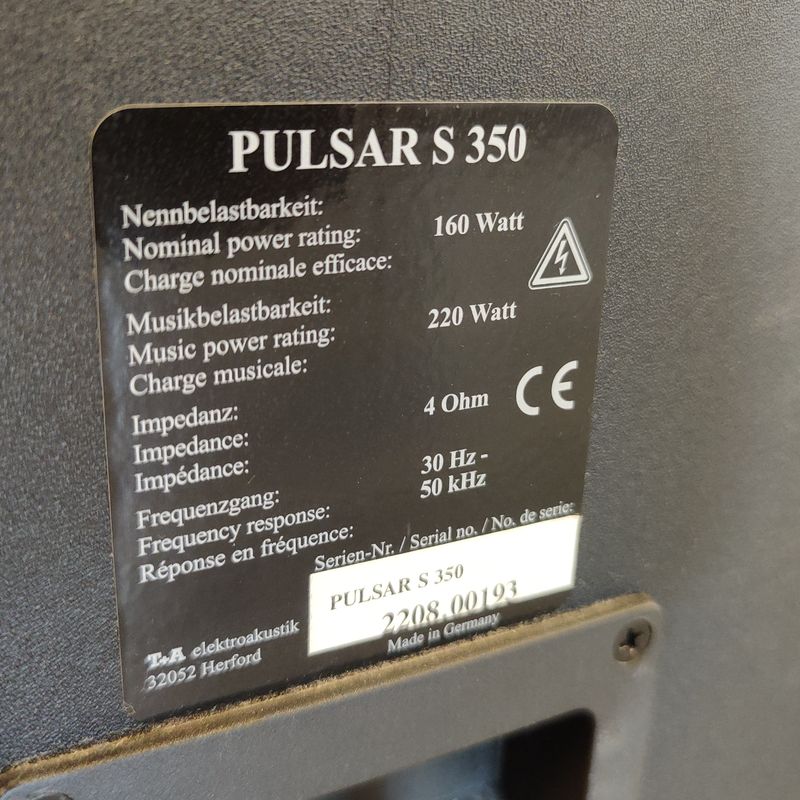 PULSAR S 350
Nennbelastbarkeit:
Nominal power rating:
Charge nominale efficace:
160 Watt
Musikbelastbarkeit:
Music power rating:
Charge musicale:
220 Watt
Impedanz:
Impedance:
Impédance:
4 Ohm
CE
Frequenzgang:
Frequency response:
Réponse en fréquence:
30 Hz -
50 kHz
Serien-Nr. / Serial no. / No. de serie:
PULSAR S 350
2208.00193
Made in Germany
T+A elektroakustik
32052 Herford